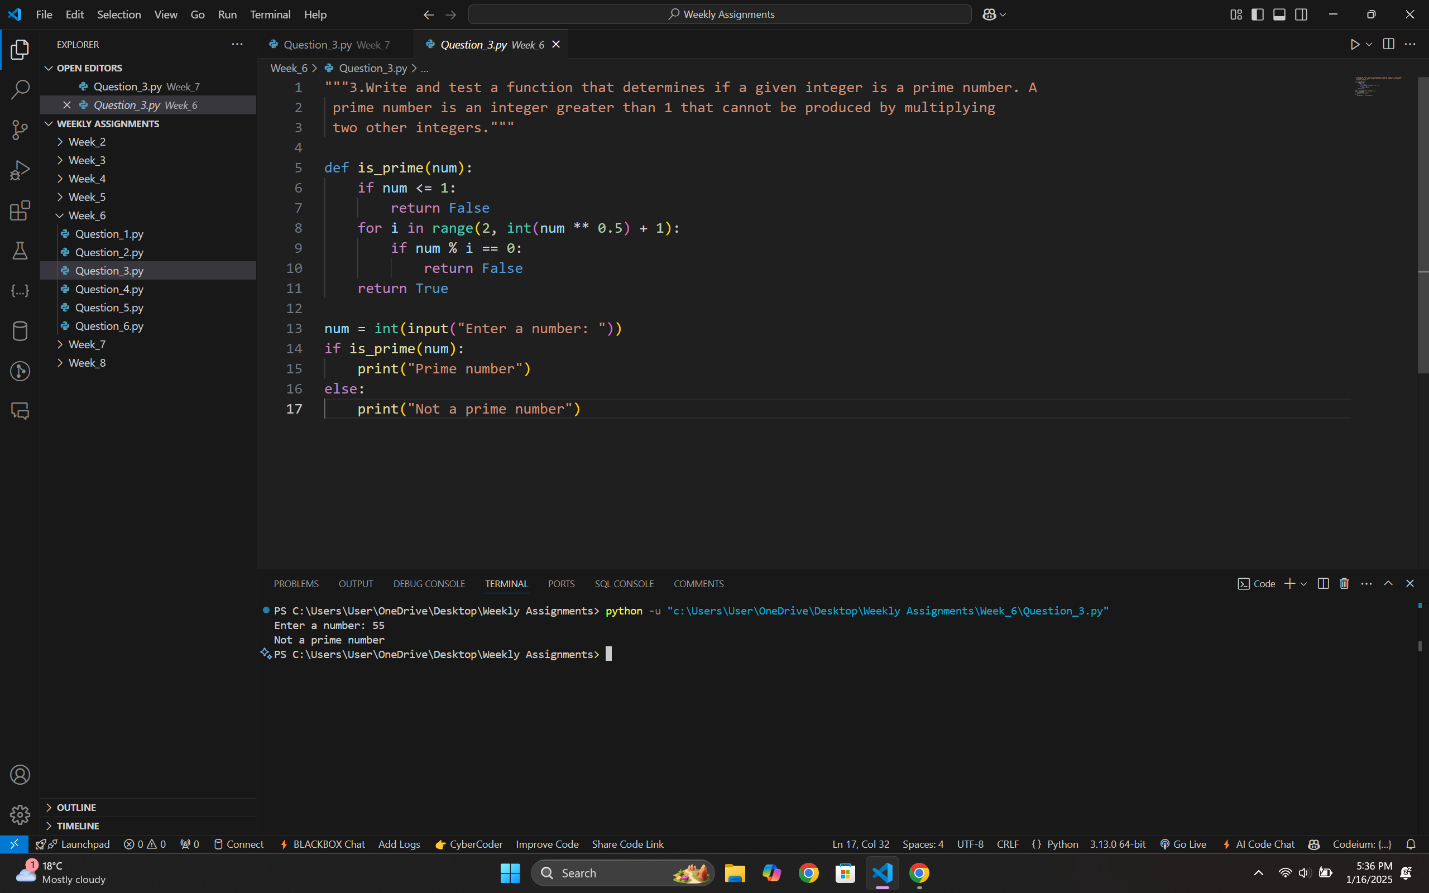 File Edit Selection View Go Run Terminal Help
Weekly Assignments
EXPLORER
OPEN EDITORS
Question_3.py Week_7
Question_3.py Week_6
WEEKLY ASSIGNMENTS
Week_2
Week_3
Week_4
Week_5
Week_6
Question_1.py
Question_2.py
Question_3.py
Question_4.py
Question_5.py
Question_6.py
Week_7
Week_8
OUTLINE
TIMELINE
Question_3.py Week_7
Question_3.py Week_6
Week_6 > Question_3.py > ...
1 """3.Write and test a function that determines if a given integer is a prime number. A
2 prime number is an integer greater than 1 that cannot be produced by multiplying
3 two other integers."""
4
5 def is_prime(num):
6 if num <= 1:
7 return False
8 for i in range(2, int(num ** 0.5) + 1):
9 if num % i == 0:
10 return False
11 return True
12
13 num = int(input("Enter a number: "))
14 if is_prime(num):
15 print("Prime number")
16 else:
17 print("Not a prime number")
PROBLEMS OUTPUT DEBUG CONSOLE TERMINAL PORTS SQL CONSOLE COMMENTS
Code
PS C:\Users\User\OneDrive\Desktop\Weekly Assignments> python -u "c:\Users\User\OneDrive\Desktop\Weekly Assignments\Week_6\Question_3.py"
Enter a number: 55
Not a prime number
PS C:\Users\User\OneDrive\Desktop\Weekly Assignments>
Launchpad 0 0 0 Connect BLACKBOX Chat Add Logs CyberCoder Improve Code Share Code Link
Ln 17, Col 32 Spaces: 4 UTF-8 CRLF {} Python 3.13.0 64-bit Go Live AI Code Chat Codeium: {...}
1
18°C
Mostly cloudy
Search
5:36 PM
1/16/2025